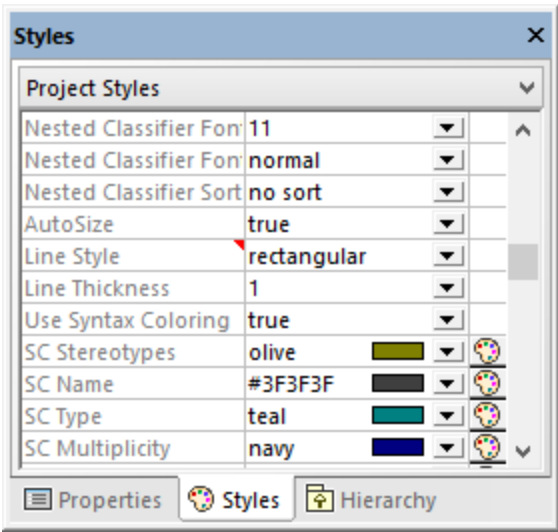 Styles
Project Styles
Nested Classifier Fon 11
Nested Classifier Fon normal
Nested Classifier Sort no sort
AutoSize true
Line Style rectangular
Line Thickness 1
Use Syntax Coloring true
SC Stereotypes olive
SC Name #3F3F3F
SC Type teal
SC Multiplicity navy
Properties Styles Hierarchy